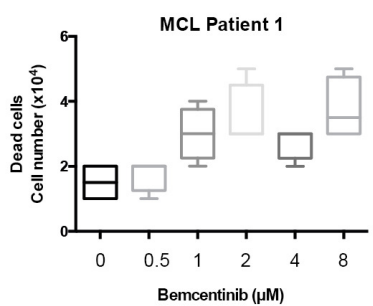 MCL Patient 1
Dead cells
Cell number (x10⁴)
6
4
2
0
0 0.5 1 2 4 8
Bemcentinib (µM)